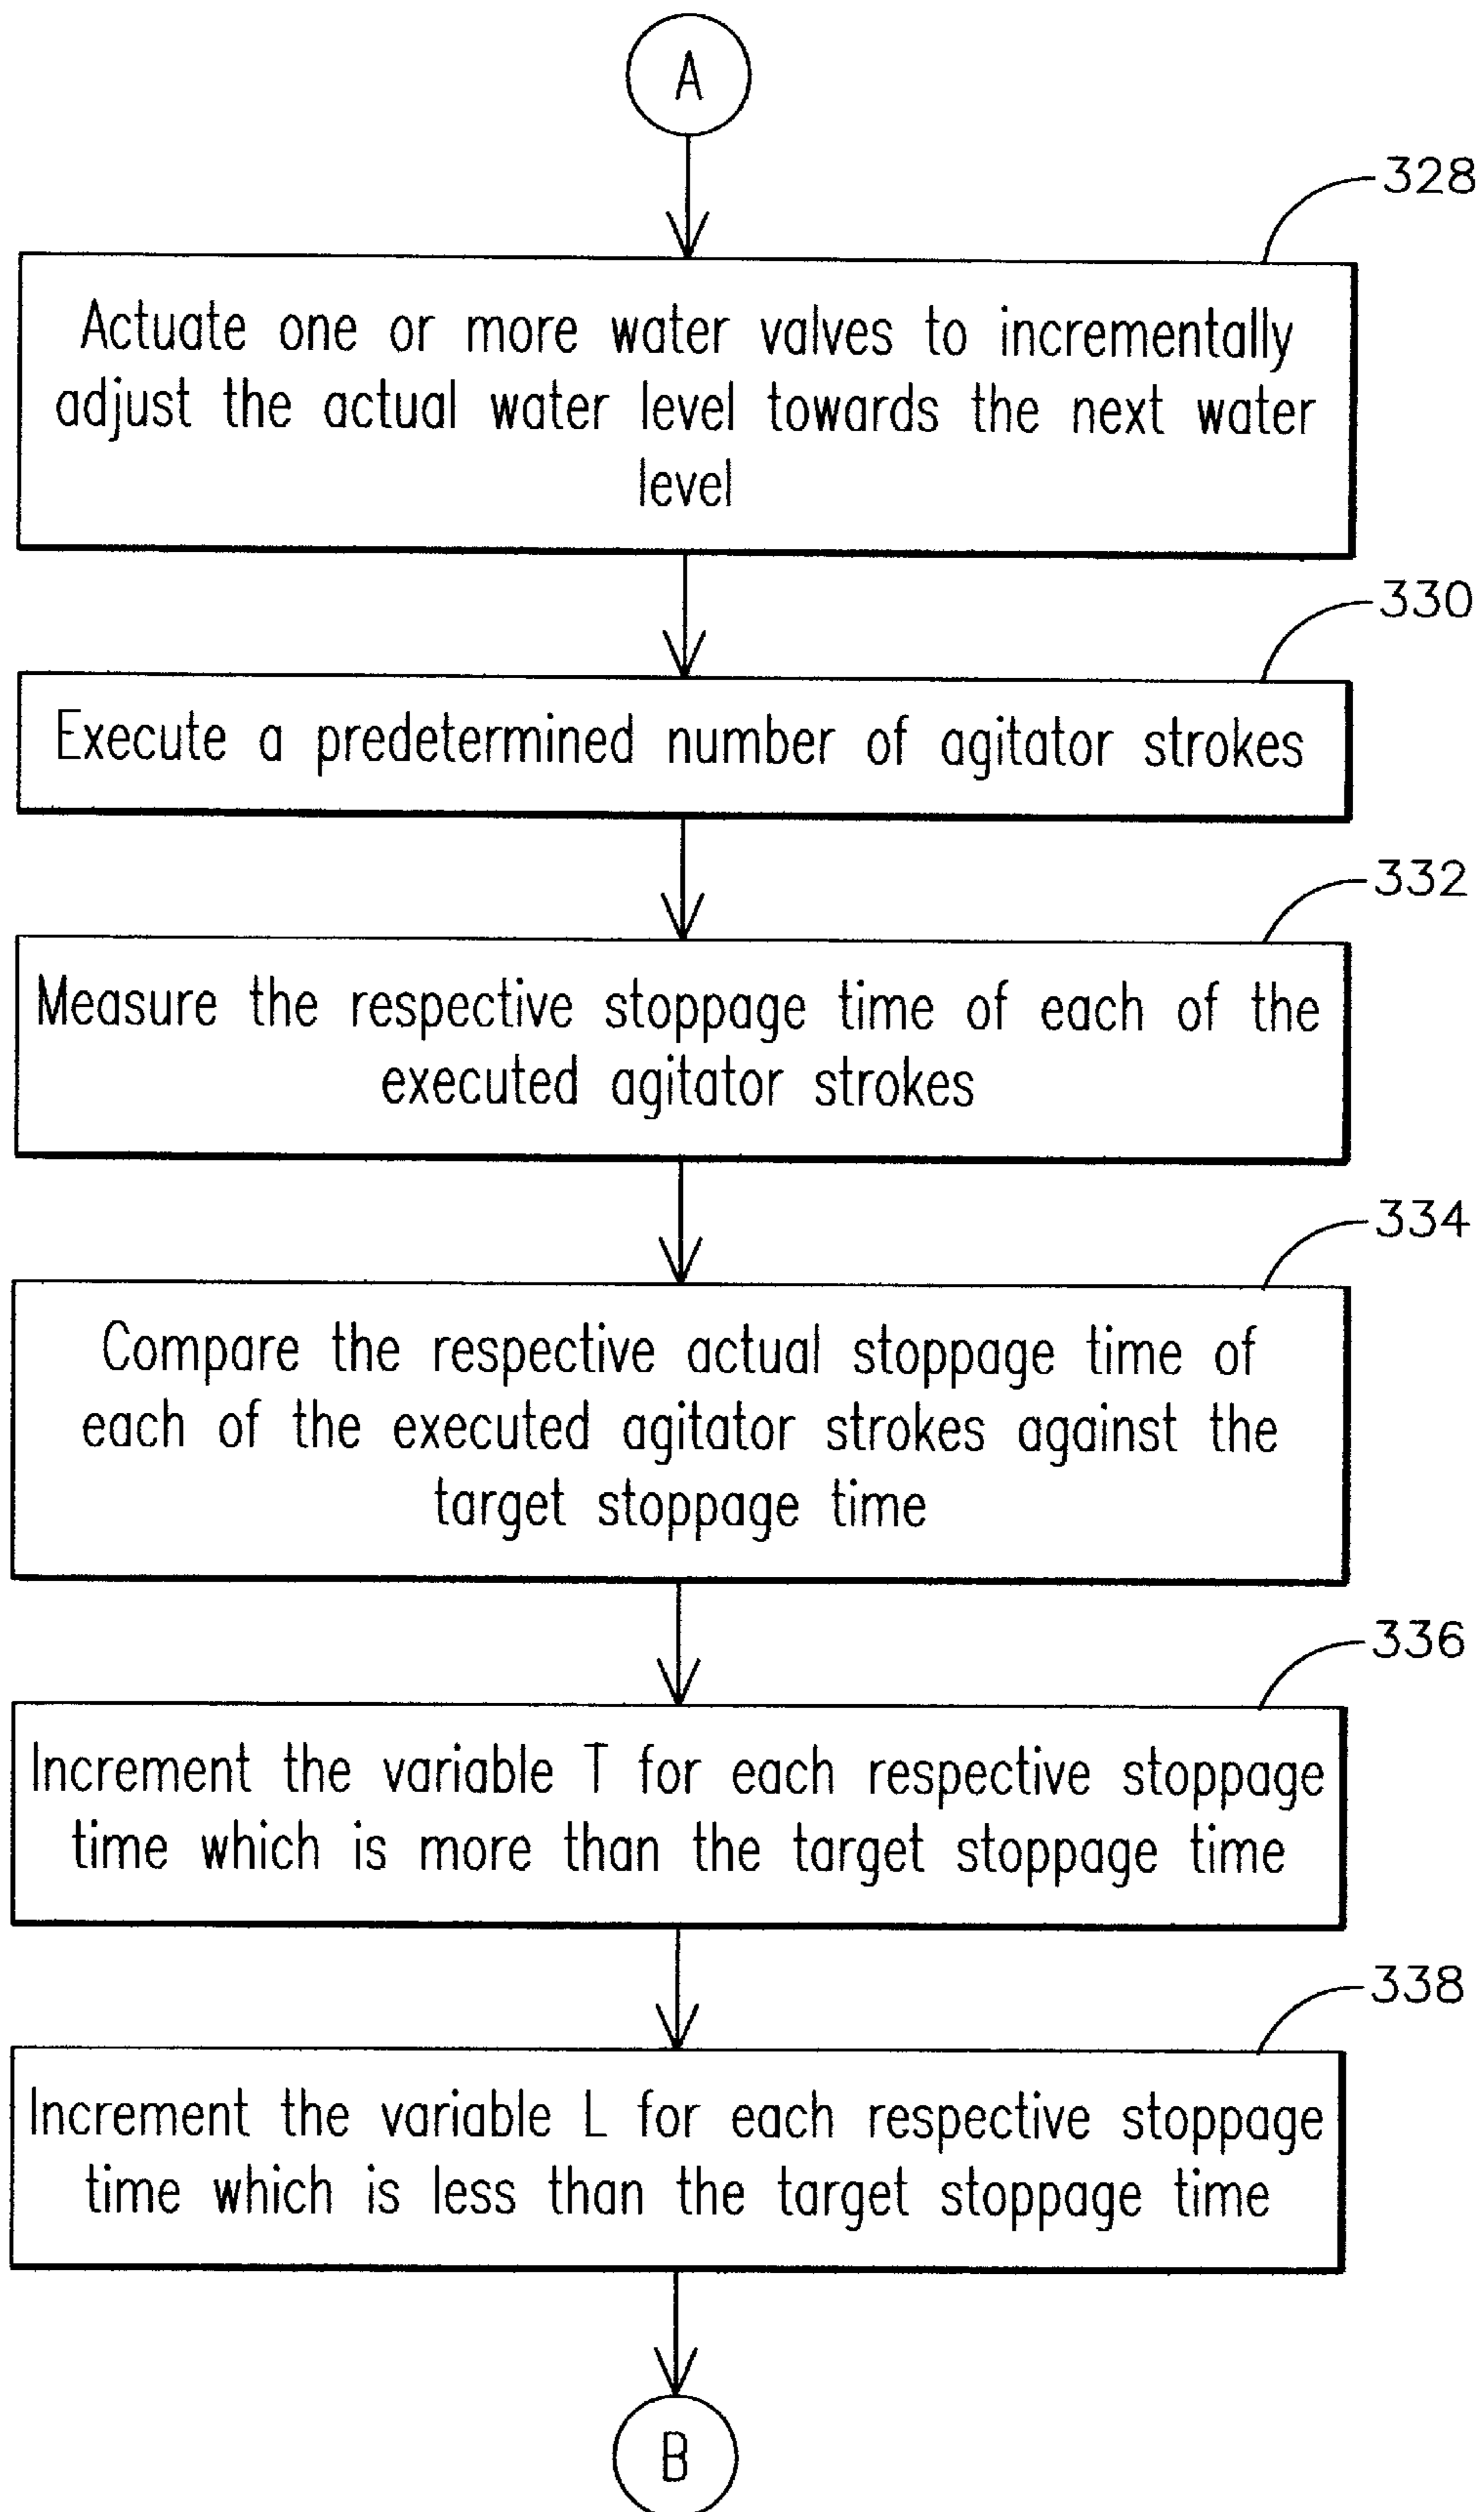 A
328
Actuate one or more water valves to incrementally
adjust the actual water level towards the next water
level
330
Execute a predetermined number of agitator strokes
332
Measure the respective stoppage time of each of the
executed agitator strokes
334
Compare the respective actual stoppage time of
each of the executed agitator strokes against the
target stoppage time
336
Increment the variable T for each respective stoppage
time which is more than the target stoppage time
338
Increment the variable L for each respective stoppage
time which is less than the target stoppage time
B